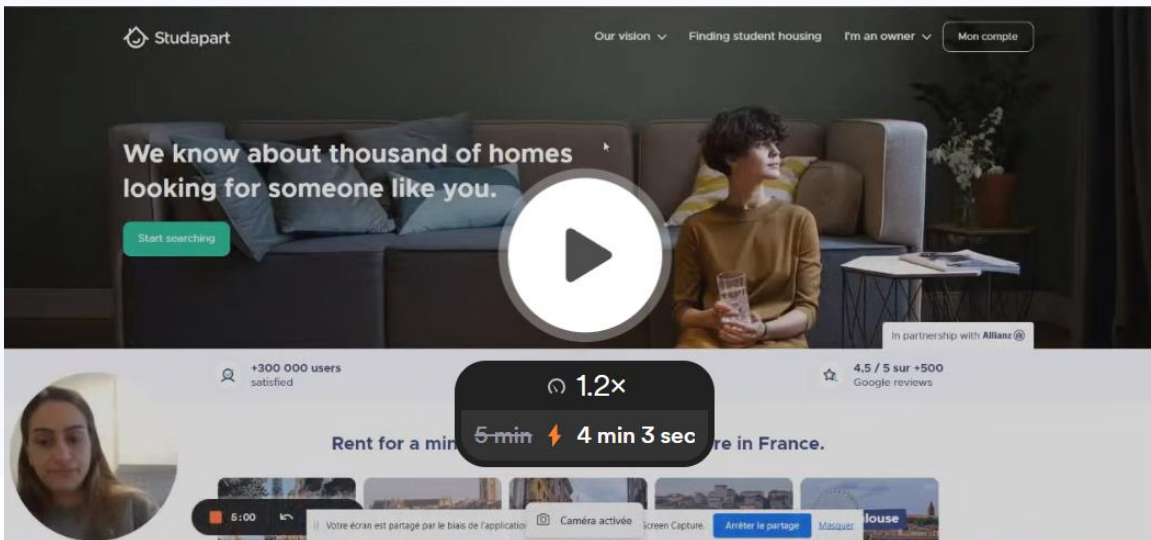 Studapart
Our vision
Finding student housing
I'm an owner
Mon compte
We know about thousand of homes
looking for someone like you.
Start searching
In partnership with Allianz
+300 000 users
satisfied
4.5 / 5 sur +500
Google reviews
1.2×
5 min 4 min 3 sec
Rent for a min
re in France.
5:00
Votre écran est partagé par le biais de l'application
Caméra activée
Screen Capture.
Arrêter le partage
Masquer
louse